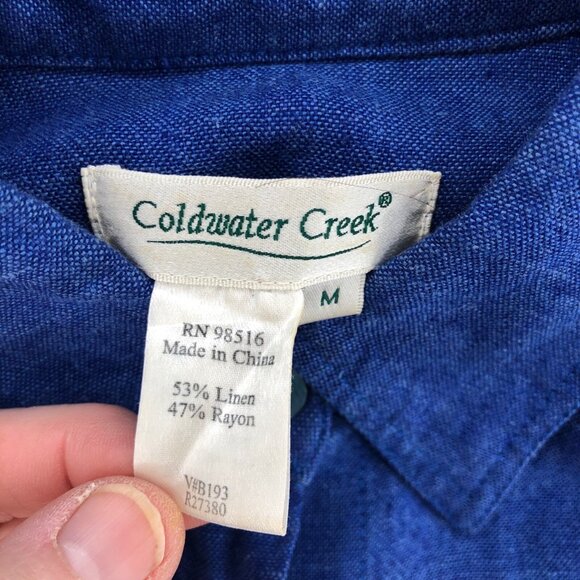 Coldwater Creek®
M
RN 98516
Made in China
53% Linen
47% Rayon
V#B193
R27380